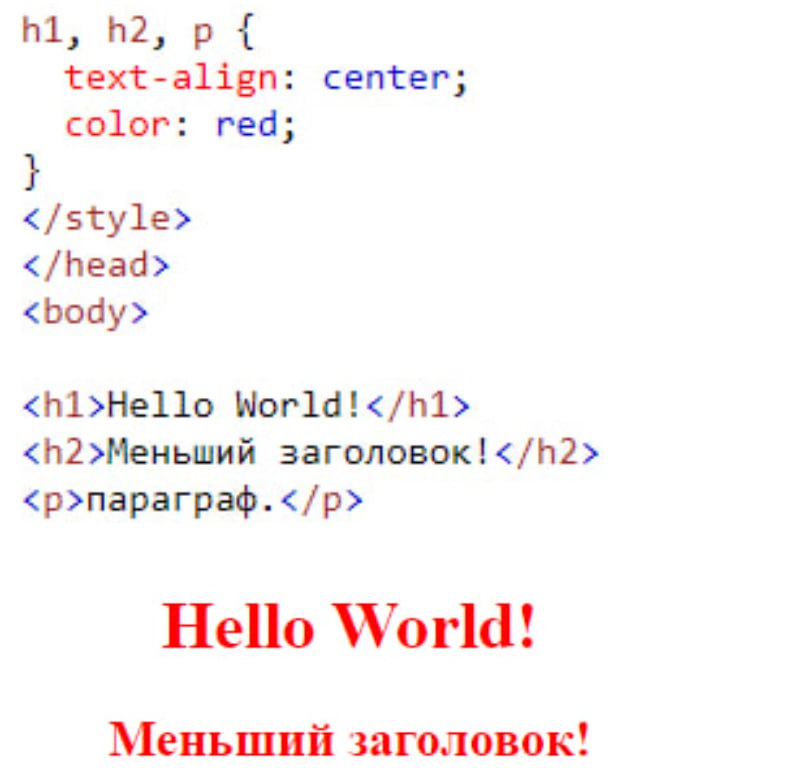 h1, h2, p {
text-align: center;
color: red;
}
</style>
</head>
<body>
<h1>Hello World!</h1>
<h2>Меньший заголовок!</h2>
<p>параграф.</p>
Hello World!
Меньший заголовок!